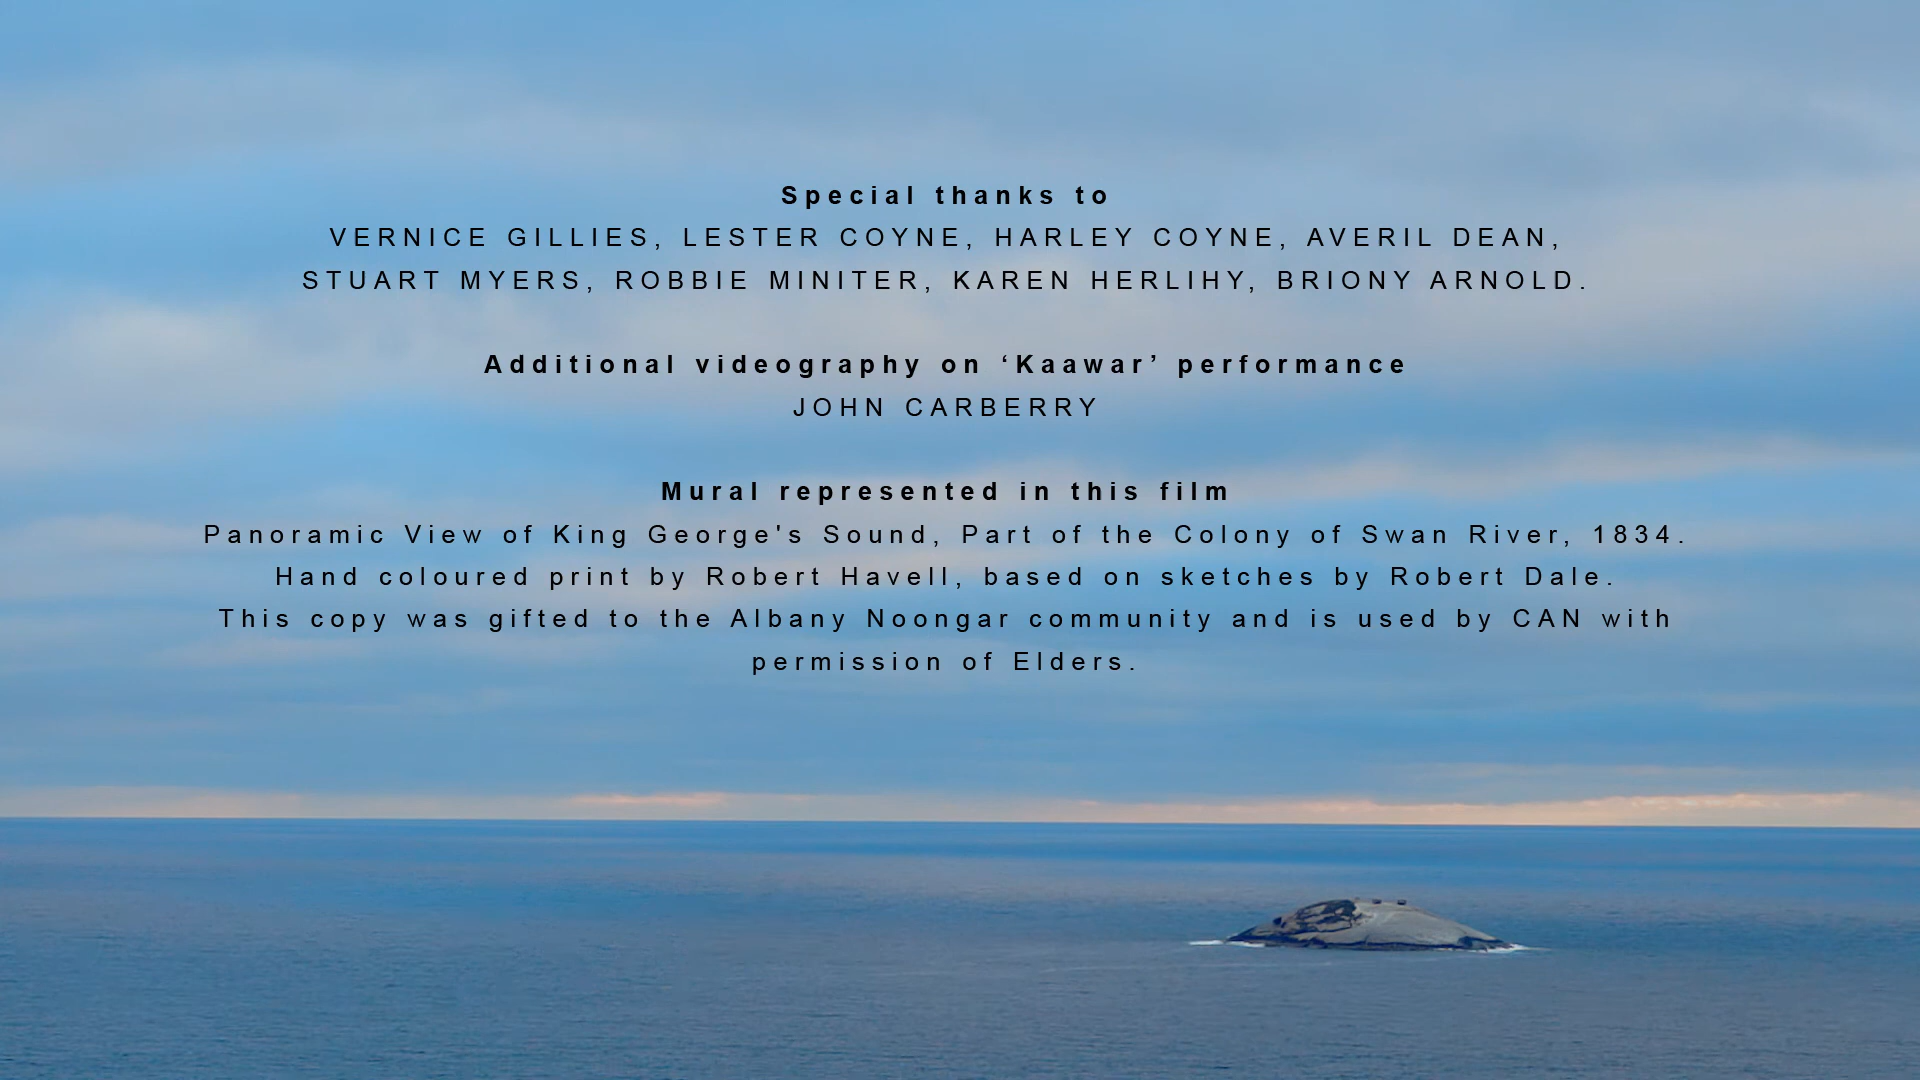 Special thanks to
VERNICE GILLIES, LESTER COYNE, HARLEY COYNE, AVERIL DEAN,
STUART MYERS, ROBBIE MINITER, KAREN HERLIHY, BRIONY ARNOLD.
Additional videography on ‘Kaawar’ performance
JOHN CARBERRY
Mural represented in this film
Panoramic View of King George's Sound, Part of the Colony of Swan River, 1834.
Hand coloured print by Robert Havell, based on sketches by Robert Dale.
This copy was gifted to the Albany Noongar community and is used by CAN with
permission of Elders.